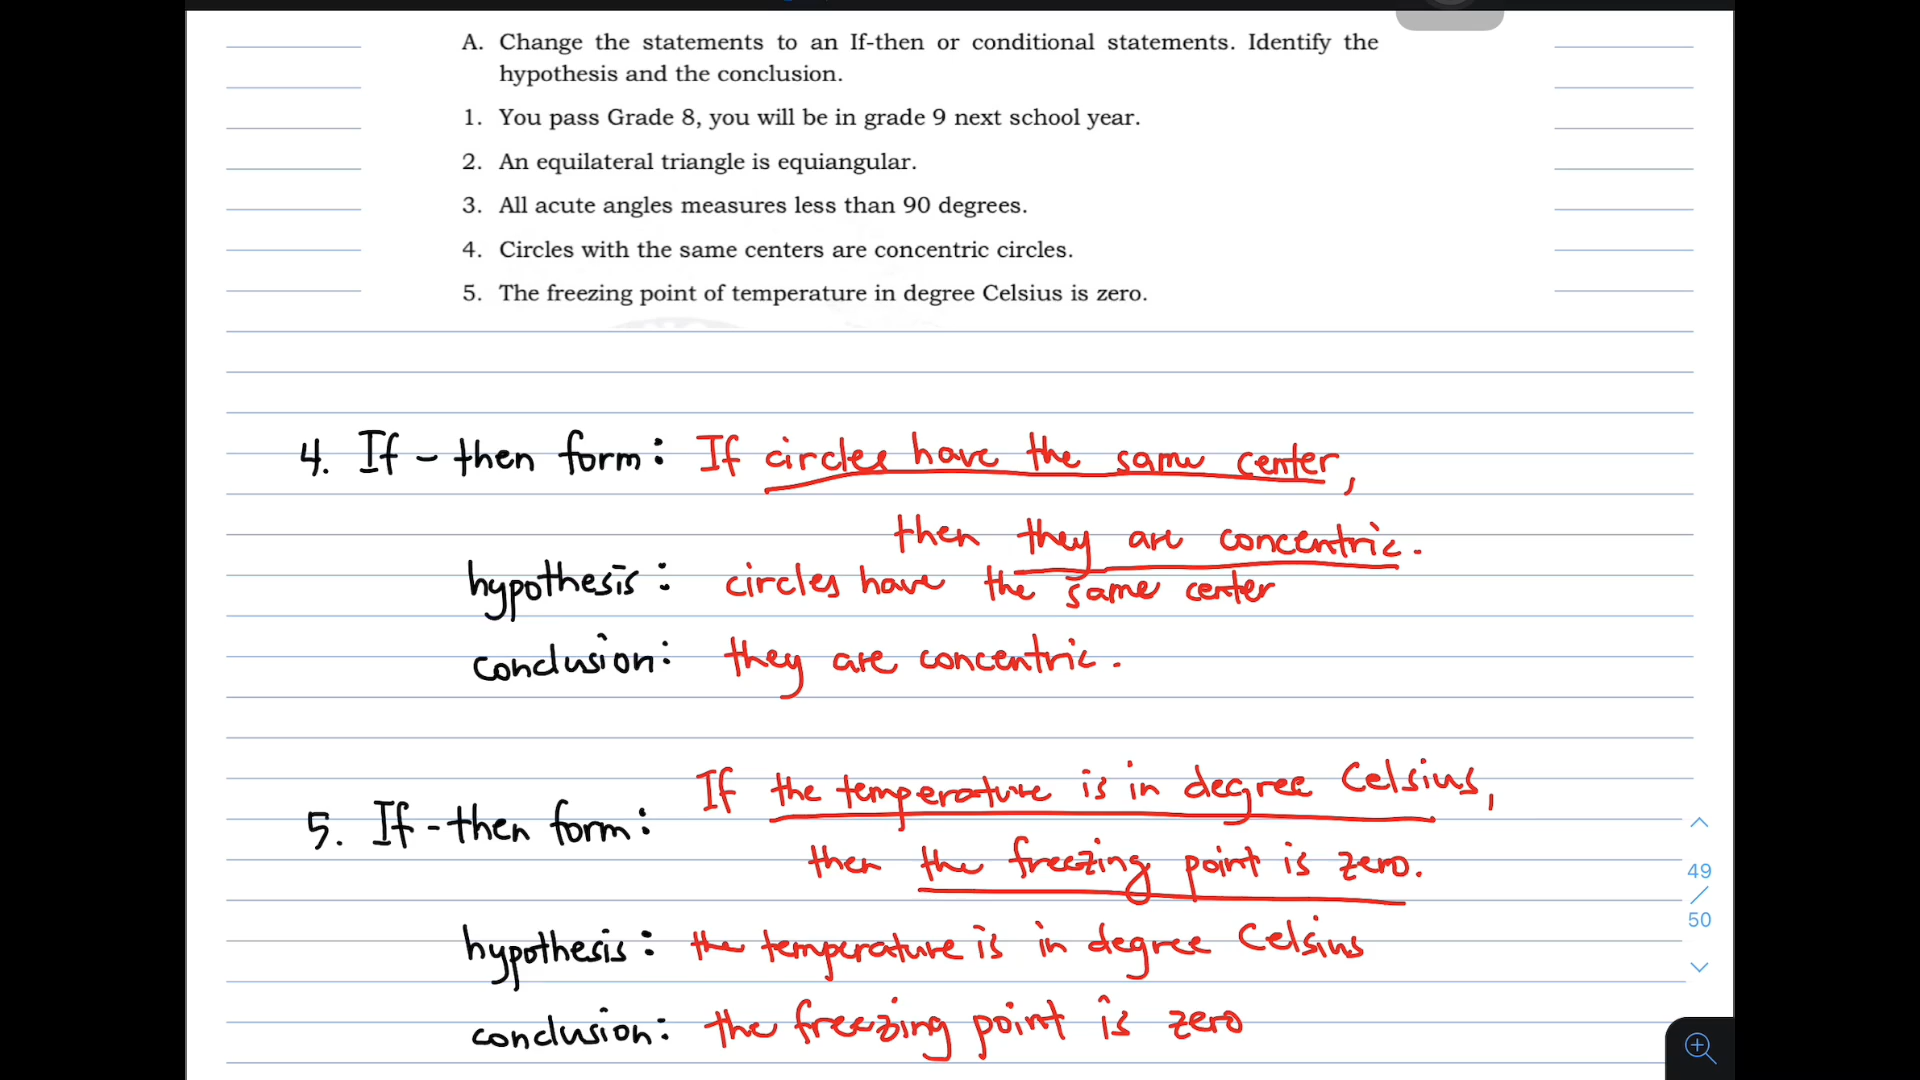 A. Change the statements to an If-then or conditional statements. Identify the
hypothesis and the conclusion.
1. You pass Grade 8, you will be in grade 9 next school year.
2. An equilateral triangle is equiangular.
3. All acute angles measures less than 90 degrees.
4. Circles with the same centers are concentric circles.
5. The freezing point of temperature in degree Celsius is zero.
4. If - then form: If circles have the same center,
then they are concentric.
hypothesis: circles have the same center
conclusion: they are concentric.
5. If - then form: If the temperature is in degree Celsius,
then the freezing point is zero.
hypothesis: the temperature is in degree Celsius
conclusion: the freezing point is zero
49
/
50